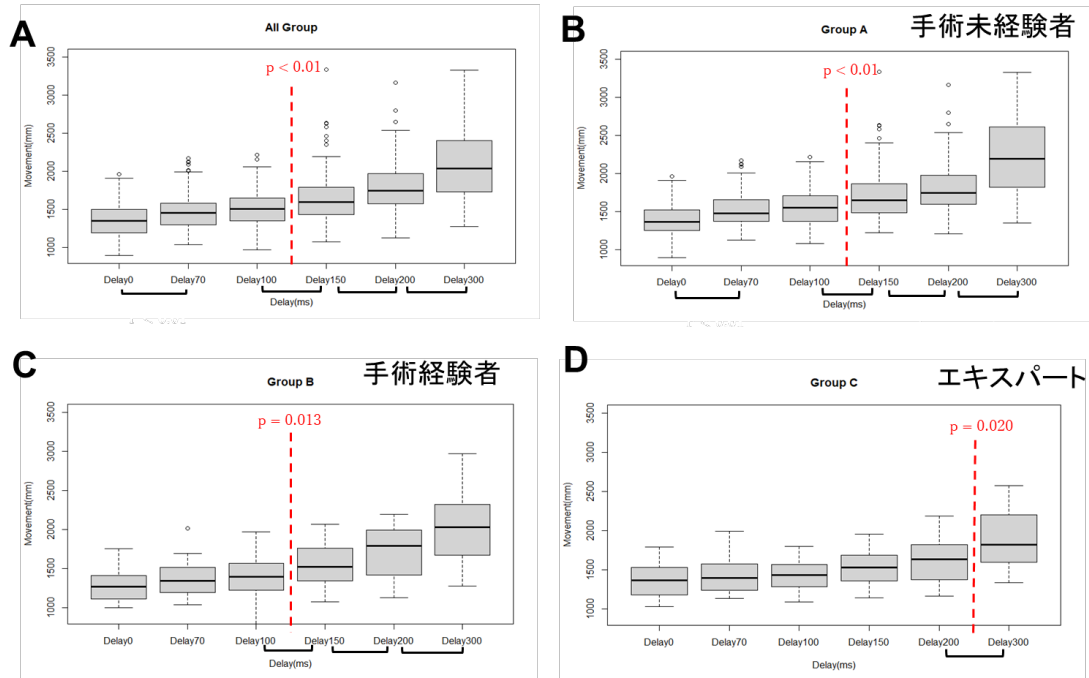 A
All Group
p < 0.01
Movement(mm)
3500
3000
2500
2000
1500
1000
Delay0 Delay70 Delay100 Delay150 Delay200 Delay300
Delay(ms)
B
Group A
手術未経験者
p < 0.01
Movement(mm)
3500
3000
2500
2000
1500
1000
Delay0 Delay70 Delay100 Delay150 Delay200 Delay300
Delay(ms)
C
Group B
手術経験者
p = 0.013
Movement(mm)
3500
3000
2500
2000
1500
1000
Delay0 Delay70 Delay100 Delay150 Delay200 Delay300
Delay(ms)
D
Group C
エキスパート
p = 0.020
Movement(mm)
3500
3000
2500
2000
1500
1000
Delay0 Delay70 Delay100 Delay150 Delay200 Delay300
Delay(ms)